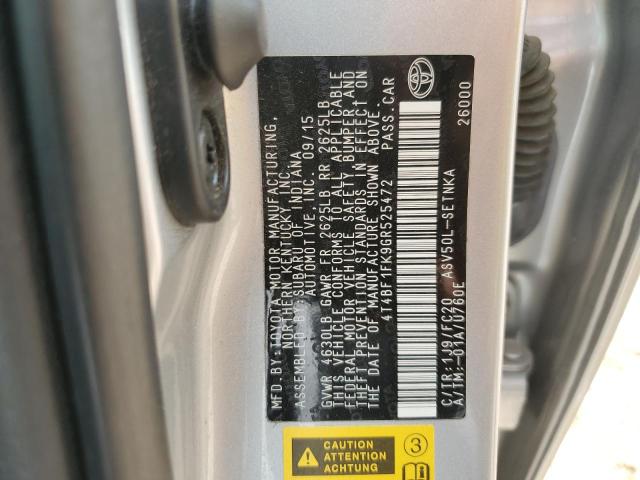 MFD.BY:TOYOTA MOTOR MANUFACTURING,
NORTHERN KENTUCKY, INC.
ASSEMBLED BY:SUBARU OF INDIANA
AUTOMOTIVE, INC. 09/15
GVWR 4630LB GAWR FR 2625LB RR 2625LB
THIS VEHICLE CONFORMS TO ALL APPLICABLE
FEDERAL MOTOR VEHICLE SAFETY, BUMPER AND
THEFT PREVENTION STANDARDS IN EFFECT ON
THE DATE OF MANUFACTURE SHOWN ABOVE.
4T4BF1FK9GR525472 PASS.CAR
C/TR:1J9/FC20 ASV50L-SETNKA
A/TM:-01A/U760E 26000
CAUTION
ATTENTION
ACHTUNG
3